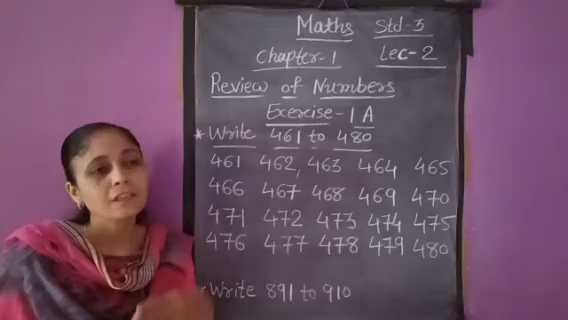 Maths Std-3
Chapter-1 Lec-2
Review of Numbers
Exercise-1A
* Write 461 to 480
461 462, 463 464 465
466 467 468 469 470
471 472 473 474 475
476 477 478 479 480
* Write 891 to 910